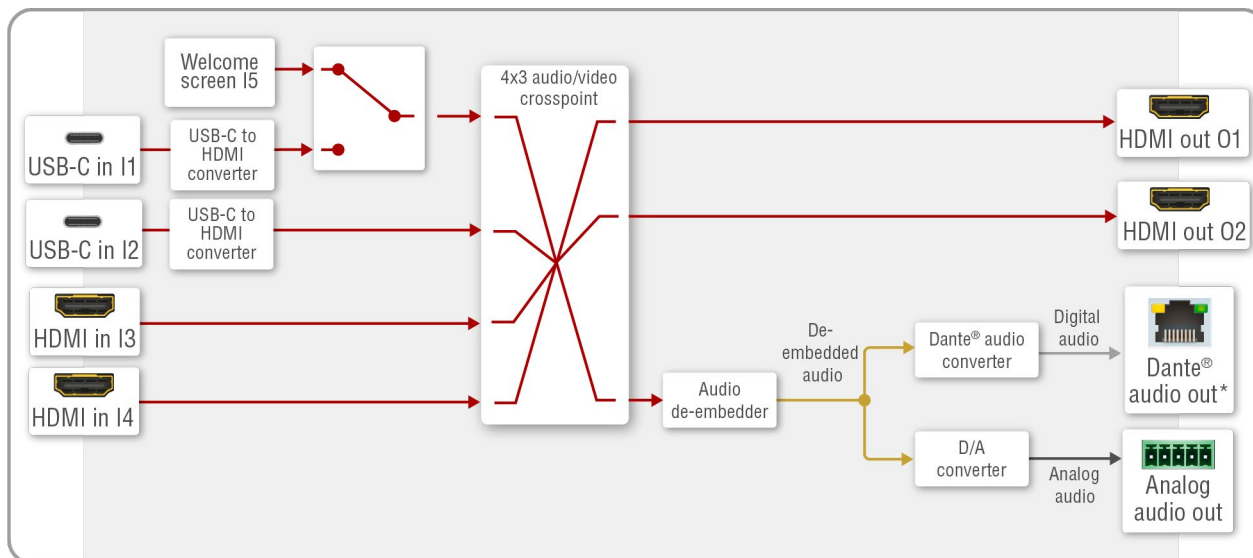 Welcome
screen I5
USB-C in I1
USB-C to
HDMI
converter
4x3 audio/video
crosspoint
HDMI out O1
USB-C in I2
USB-C to
HDMI
converter
HDMI out O2
HDMI in I3
HDMI in I4
Audio
de-embedder
De-
embedded
audio
Dante® audio
converter
Digital
audio
Dante®
audio out*
D/A
converter
Analog
audio
Analog
audio out